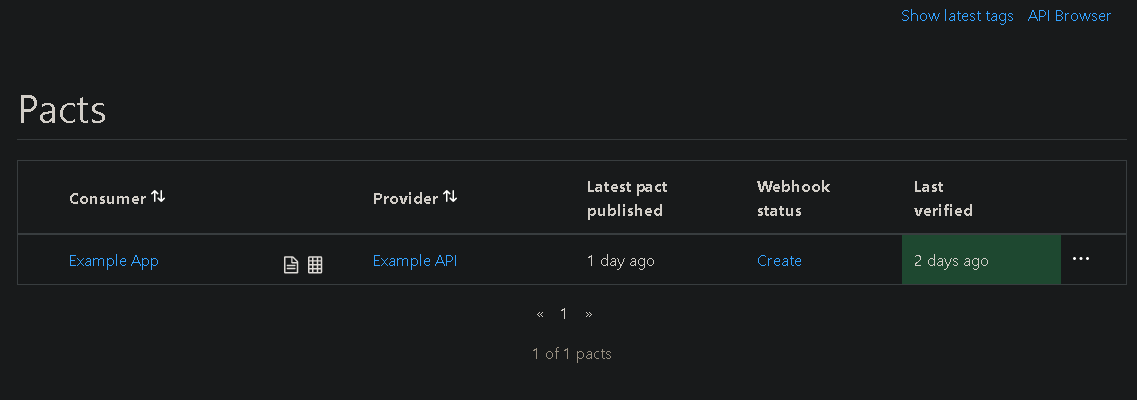 Show latest tags API Browser
Pacts
Consumer Provider Latest pact published Webhook status Last verified
Example App Example API 1 day ago Create 2 days ago ...
« 1 »
1 of 1 pacts